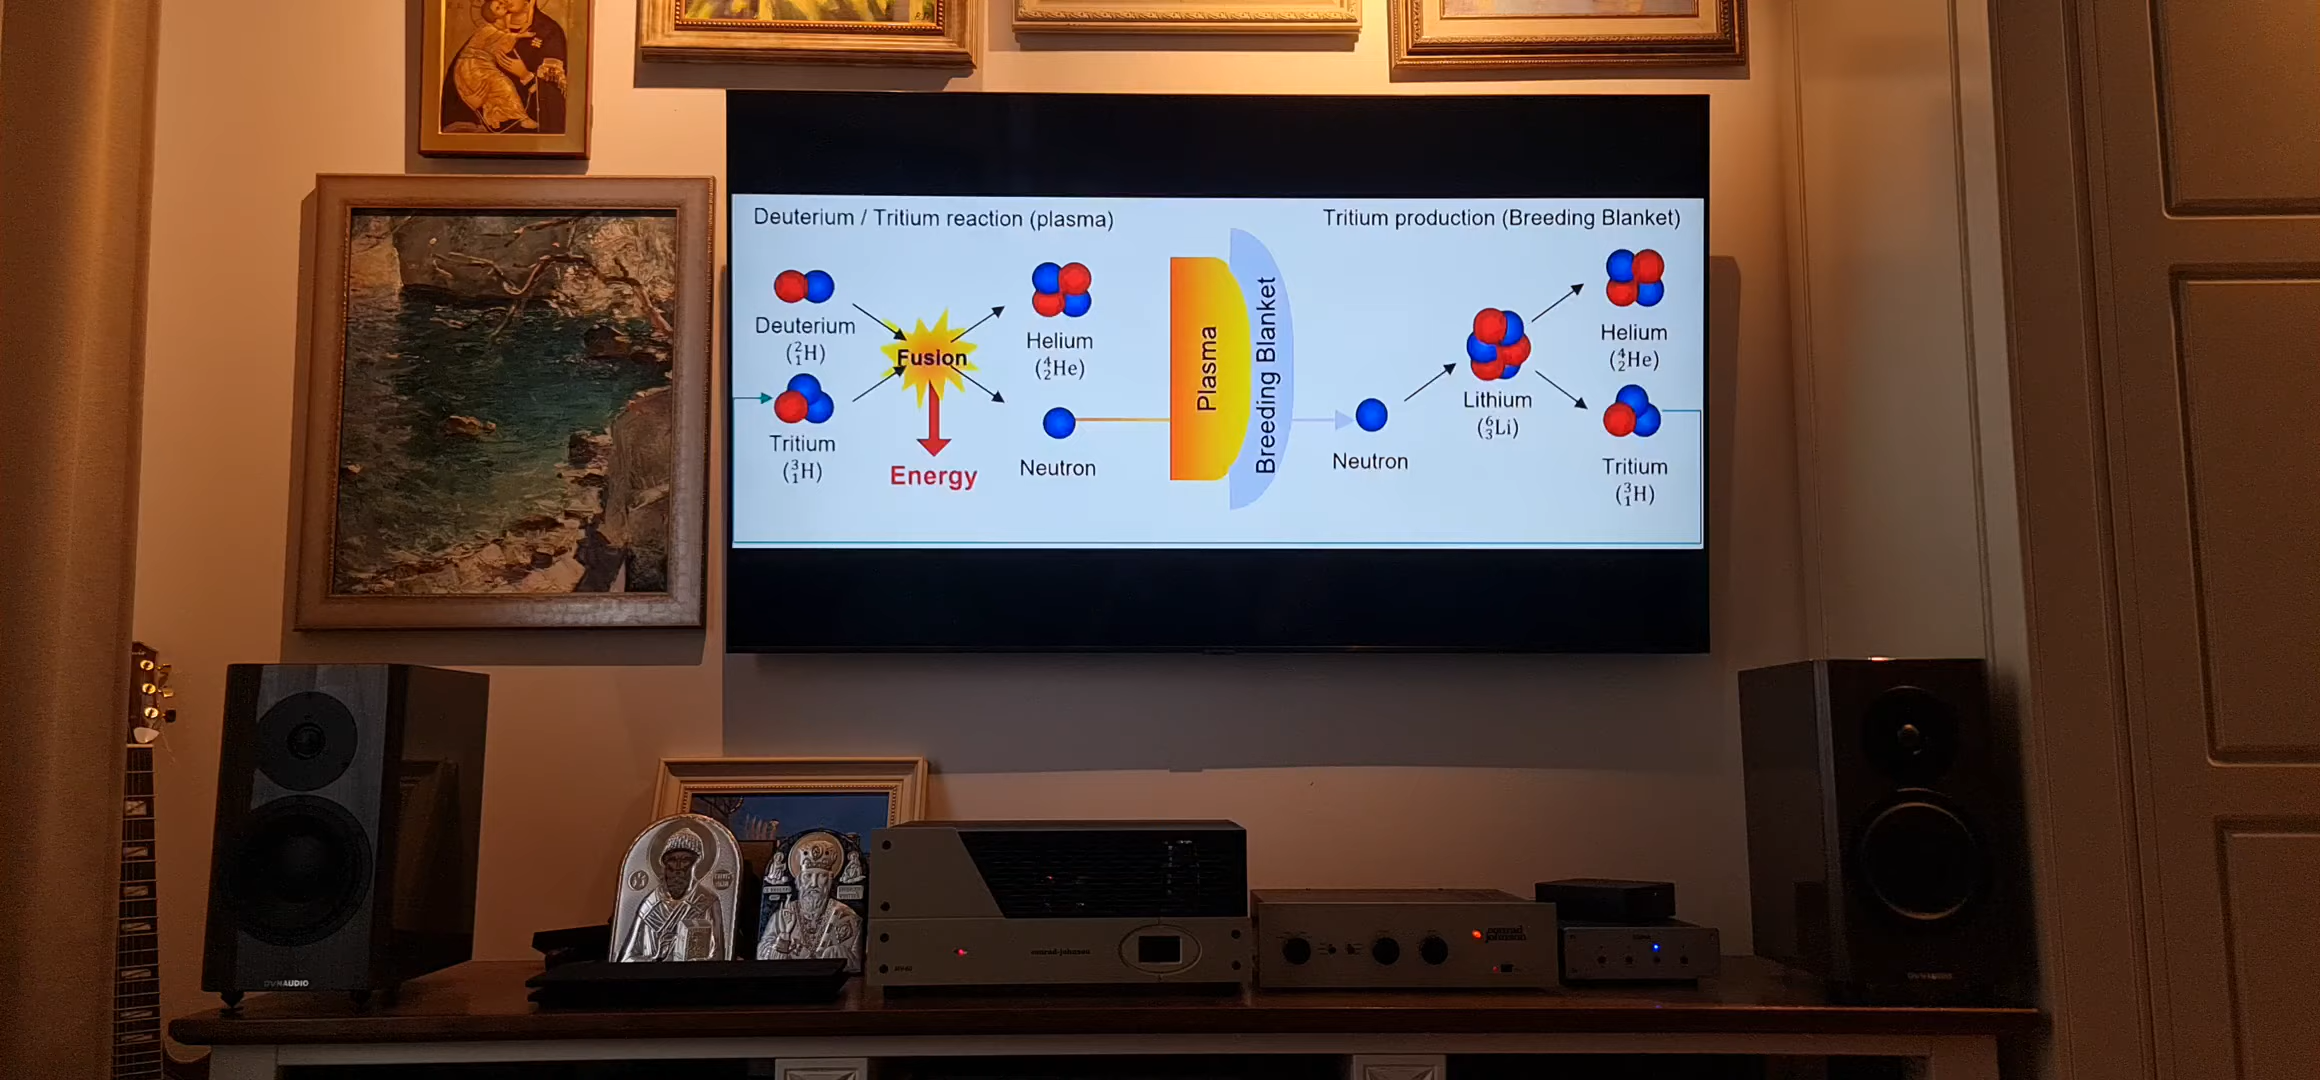 Deuterium / Tritium reaction (plasma)
Tritium production (Breeding Blanket)
Deuterium
(²₁H)
Tritium
(³₁H)
Fusion
Energy
Helium
(⁴₂He)
Neutron
Plasma
Breeding Blanket
Neutron
Lithium
(⁶₃Li)
Helium
(⁴₂He)
Tritium
(³₁H)
DYNAUDIO
conrad-johnson
conrad
johnson
DYNAUDIO